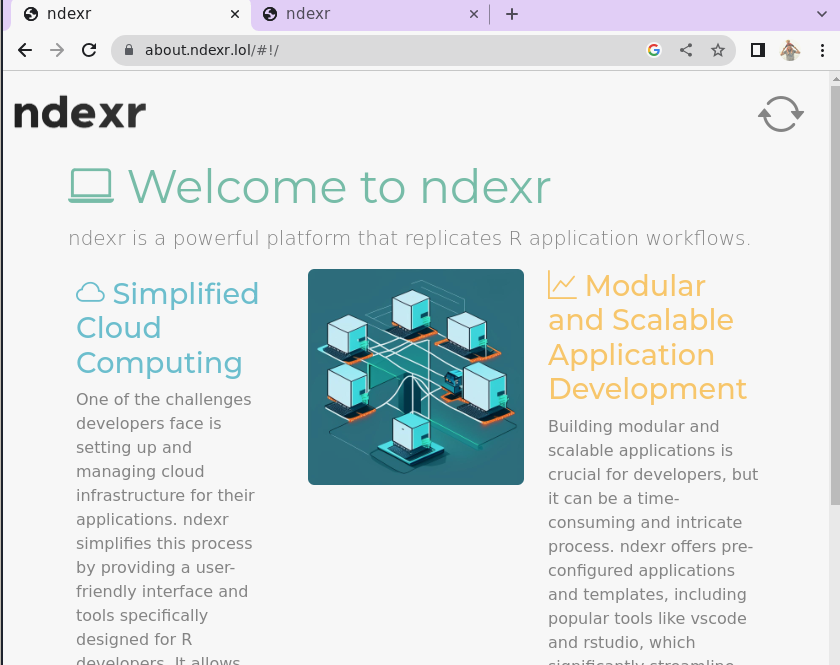 ndexr
ndexr
about.ndexr.lol/#!/
ndexr
Welcome to ndexr
ndexr is a powerful platform that replicates R application workflows.
Simplified
Cloud
Computing
One of the challenges
developers face is
setting up and
managing cloud
infrastructure for their
applications. ndexr
simplifies this process
by providing a user-
friendly interface and
tools specifically
designed for R
developers. It allows
Modular
and Scalable
Application
Development
Building modular and
scalable applications is
crucial for developers, but
it can be a time-
consuming and intricate
process. ndexr offers pre-
configured applications
and templates, including
popular tools like vscode
and rstudio, which
significantly streamline